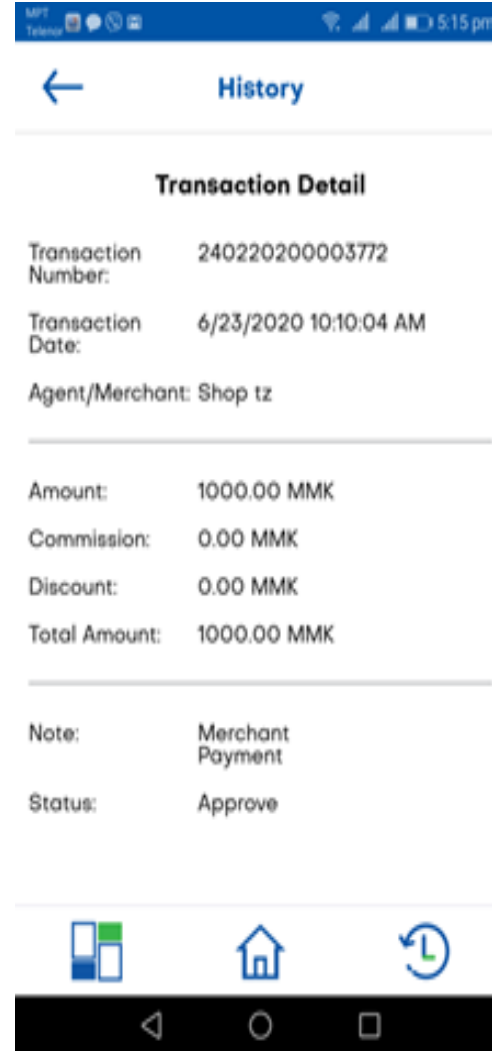 MPT
Telenor 5:15 pm
History
Transaction Detail
Transaction 240220200003772
Number:
Transaction 6/23/2020 10:10:04 AM
Date:
Agent/Merchant: Shop tz
Amount: 1000.00 MMK
Commission: 0.00 MMK
Discount: 0.00 MMK
Total Amount: 1000.00 MMK
Note: Merchant
Payment
Status: Approve